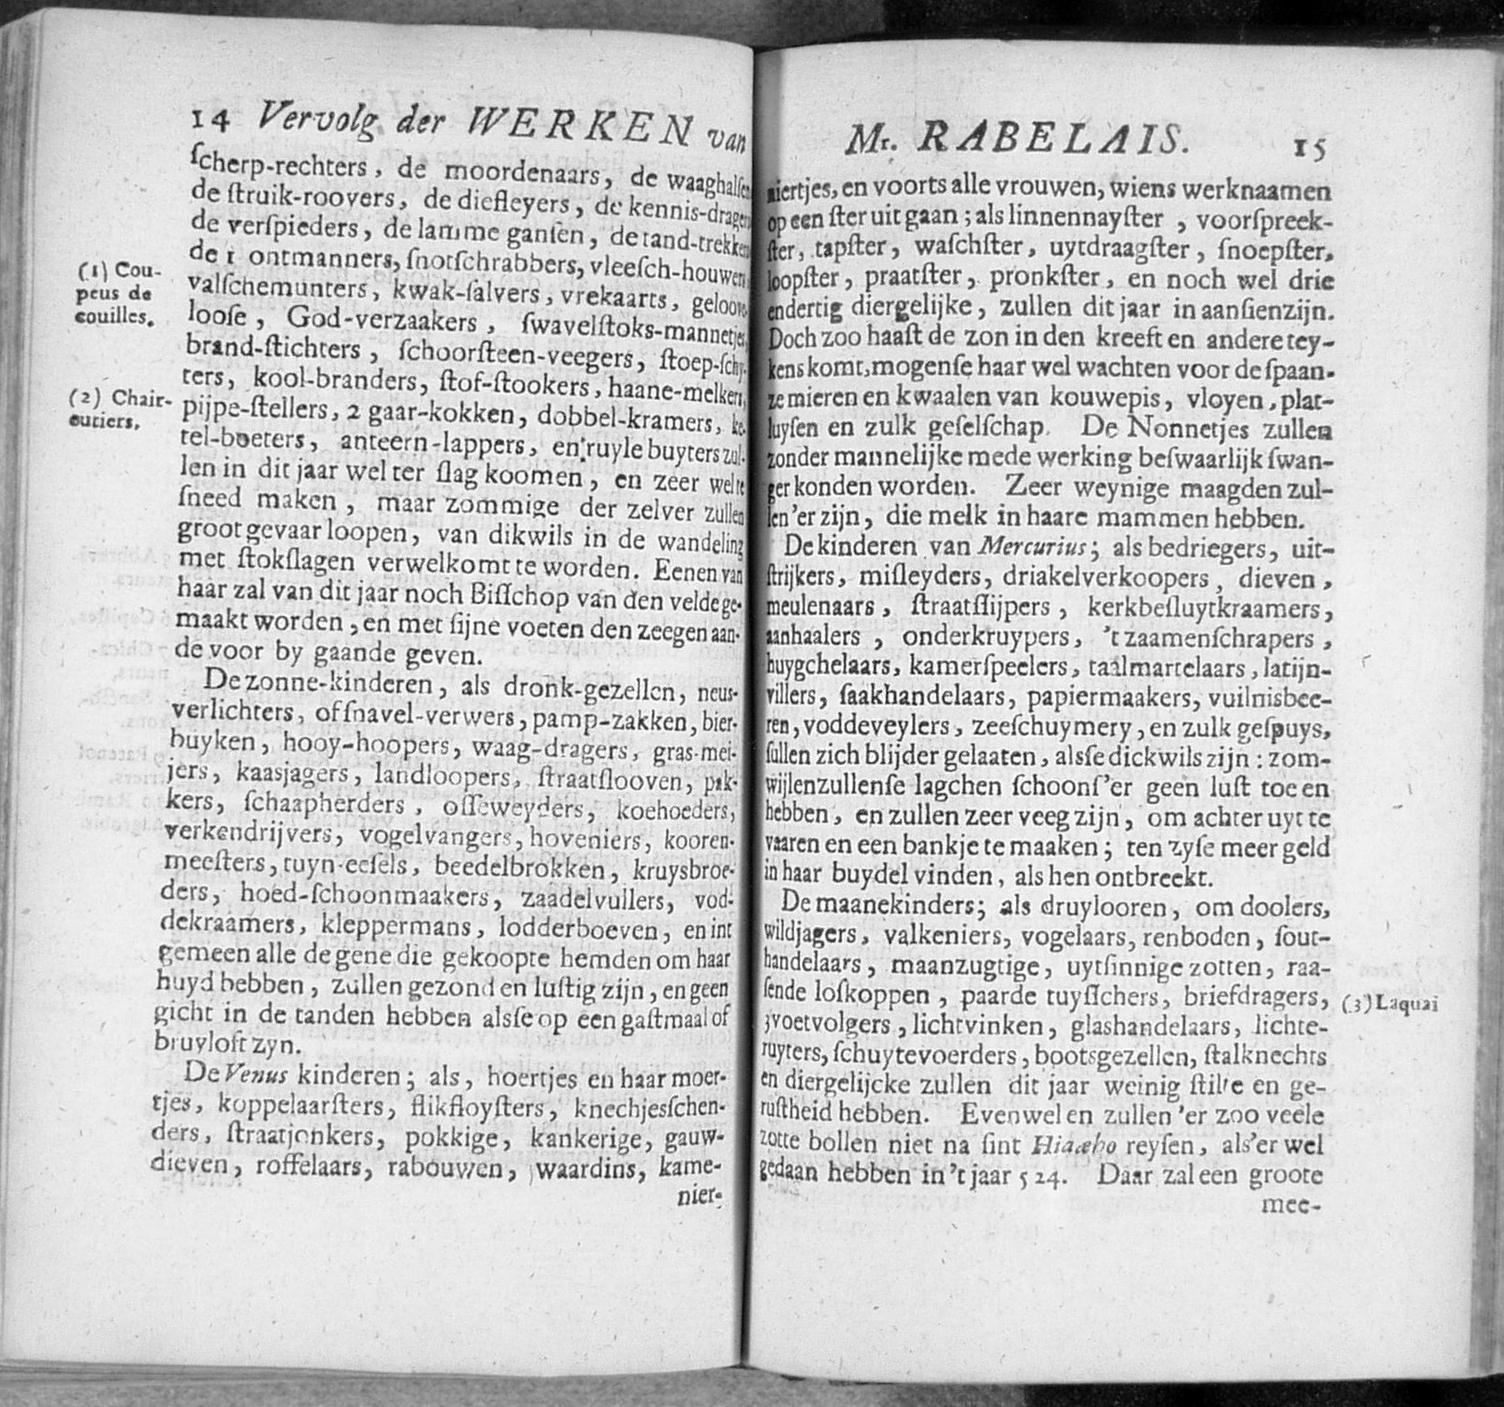 14 Vervolg der WERKEN van
ſcherp-rechters, de moordenaars, de waaghalſen
de ſtruik-roovers, de dieſleyers, de kennis-dragers
de verſpieders, de lamme ganſen, de tand-trekkers
de 1 ontmanners, ſnotſchrabbers, vleeſch-houwers,
valſchemunters, kwak-ſalvers, vrekaarts, geloove-
looſe, God-verzaakers, ſwavelſtoks-mannetjes,
brand-ſtichters, ſchoorſteen-veegers, ſtoep-ſchy-
ters, kool-branders, ſtof-ſtookers, haane-melkers,
pijpe-ſtellers, 2 gaar-kokken, dobbel-kramers, ke-
tel-boeters, anteern-lappers, en ruyle buyters zul-
len in dit jaar wel ter ſlag koomen, en zeer wel te
ſneed maken, maar zommige der zelver zullen
groot gevaar loopen, van dikwils in de wandeling
met ſtokſlagen verwelkomt te worden. Eenen van
haar zal van dit jaar noch Biſſchop van den velde ge-
maakt worden, en met ſijne voeten den zeegen aan-
de voor by gaande geven.
(1) Cou-
peus de
couilles.
(2) Chair-
cutiers.
De zonne-kinderen, als dronk-gezellen, neus-
verlichters, of ſnavel-verwers, pamp-zakken, bier-
buyken, hooy-hoopers, waag-dragers, gras-mei-
jers, kaasjagers, landloopers, ſtraatſlooven, pak-
kers, ſchaapherders, oſſeweyders, koehoeders,
verkendrijvers, vogelvangers, hoveniers, kooren-
meeſters, tuyn-eeſels, beedelbrokken, kruysbroe-
ders, hoed-ſchoonmaakers, zaadelvullers, vod-
dekraamers, kleppermans, lodderboeven, en int
gemeen alle de gene die gekoopte hemden om haar
huyd hebben, zullen gezond en luſtig zijn, en geen
gicht in de tanden hebben alsſe op een gaſtmaal of
bruyloft zyn.
De Venus kinderen; als, hoertjes en haar moer-
tjes, koppelaarſters, flikfloyſters, knechjesſchen-
ders, ſtraatjonkers, pokkige, kankerige, gauw-
dieven, roffelaars, rabouwen, waardins, kame-
nier-
Mr. RABELAIS. 15
niertjes, en voorts alle vrouwen, wiens werknaamen
op een ſter uit gaan; als linnennayſter, voorſpreek-
ſter, tapſter, waſchſter, uytdraagſter, ſnoepſter,
loopſter, praatſter, pronkſter, en noch wel drie
endertig diergelijke, zullen dit jaar in aanſien zijn.
Doch zoo haaſt de zon in den kreeft en andere tey-
kens komt, mogenſe haar wel wachten voor de ſpaan-
ze mieren en kwaalen van kouwepis, vloyen, plat-
luyſen en zulk geſelſchap. De Nonnetjes zullen
zonder mannelijke mede werking beſwaarlijk ſwan-
ger konden worden. Zeer weynige maagden zul-
len 'er zijn, die melk in haare mammen hebben.
De kinderen van Mercurius; als bedriegers, uit-
ſtrijkers, miſleyders, driakelverkoopers, dieven,
meulenaars, ſtraatſlijpers, kerkbeſluytkraamers,
aanhaalers, onderkruypers, 't zaamenſchrapers,
huygchelaars, kamerſpeelers, taalmartelaars, latijn-
villers, ſaakhandelaars, papiermaakers, vuilnisbee-
ren, voddeveylers, zeeſchuymery, en zulk geſpuys,
ſullen zich blijder gelaaten, alsſe dickwils zijn: zom-
wijlen zullenſe lagchen ſchoonſ'er geen luſt toe en
hebben, en zullen zeer veeg zijn, om achter uyt te
vaaren en een bankje te maaken; ten zyſe meer geld
in haar buydel vinden, als hen ontbreekt.
De maanekinders; als druylooren, om doolers,
wildjagers, valkeniers, vogelaars, renboden, ſout-
handelaars, maanzugtige, uytſinnige zotten, raa-
ſende loſkoppen, paarde tuyſſchers, briefdragers,
3 voetvolgers, lichtvinken, glashandelaars, lichte-
ruyters, ſchuytevoerders, bootsgezellen, ſtalknechts
en diergelijcke zullen dit jaar weinig ſtilte en ge-
ruſtheid hebben. Evenwel en zullen 'er zoo veele
zotte bollen niet na ſint Hiaæho reyſen, als'er wel
gedaan hebben in 't jaar 524. Daar zal een groote
mee-
(3) Laquai